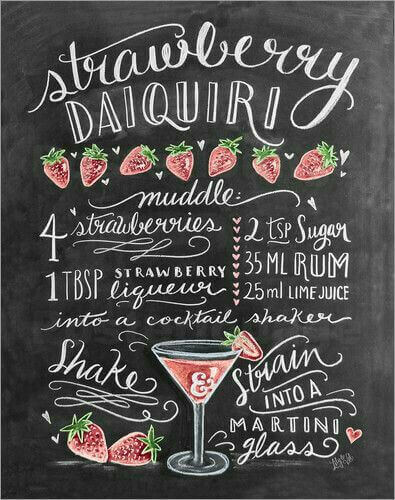 strawberry
DAIQUIRI
muddle:
4 strawberries
1 TBSP STRAWBERRY liqueur
2 TSP Sugar
35 ML RUM
25 ml LIME JUICE
into a cocktail shaker
Shake
&
Strain
INTO A
MARTINI
glass